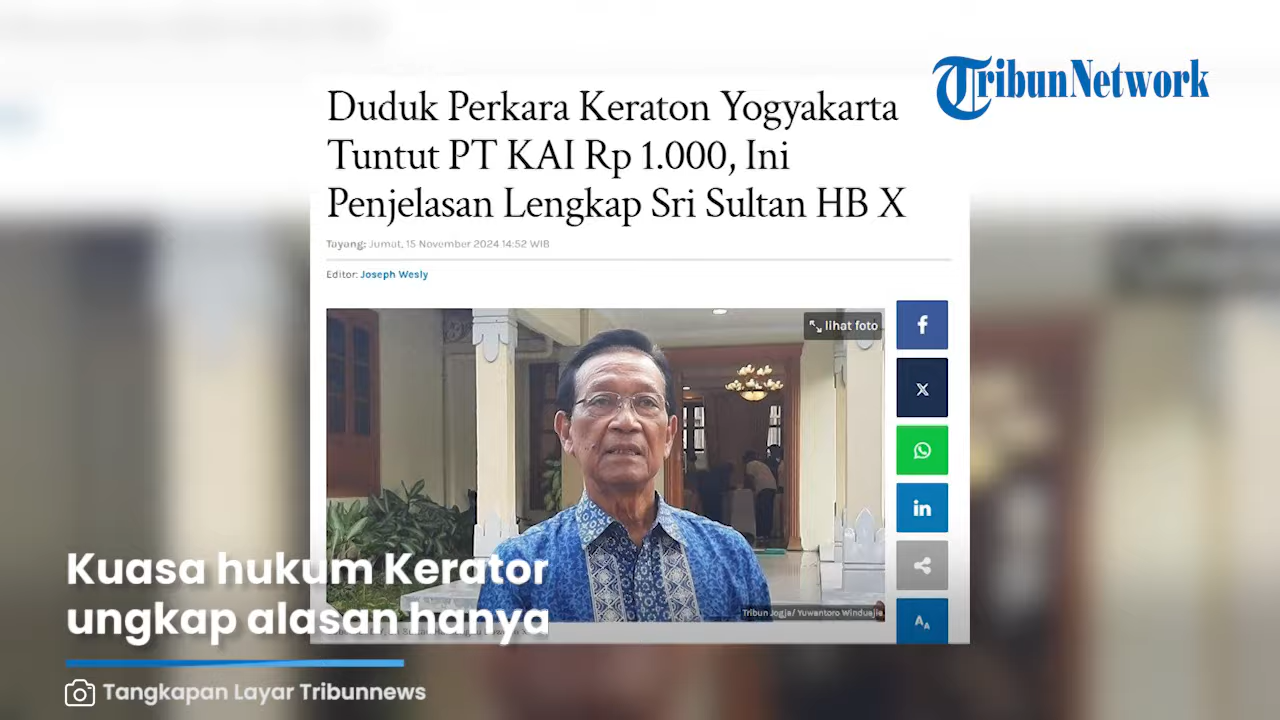 TribunNetwork
Duduk Perkara Keraton Yogyakarta
Tuntut PT KAI Rp 1.000, Ini
Penjelasan Lengkap Sri Sultan HB X
Tayang: Jumat, 15 November 2024 14:52 WIB
Editor: Joseph Wesly
lihat foto
Tribun Jogja/ Yuwantoro Winduajie
Kuasa hukum Kerator
ungkap alasan hanya
Tangkapan Layar Tribunnews